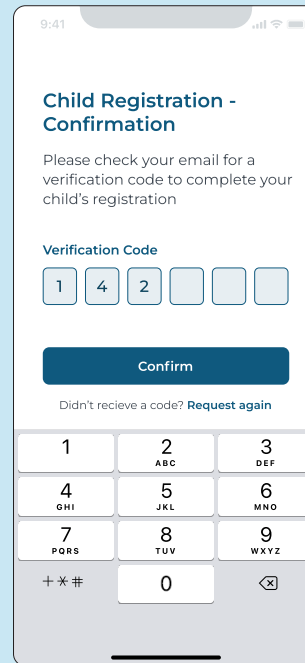 9:41
Child Registration -
Confirmation
Please check your email for a
verification code to complete your
child's registration
Verification Code
1 4 2
Confirm
Didn't recieve a code? Request again
1 2 3
ABC DEF
4 5 6
GHI JKL MNO
7 8 9
PQRS TUV WXYZ
+*# 0